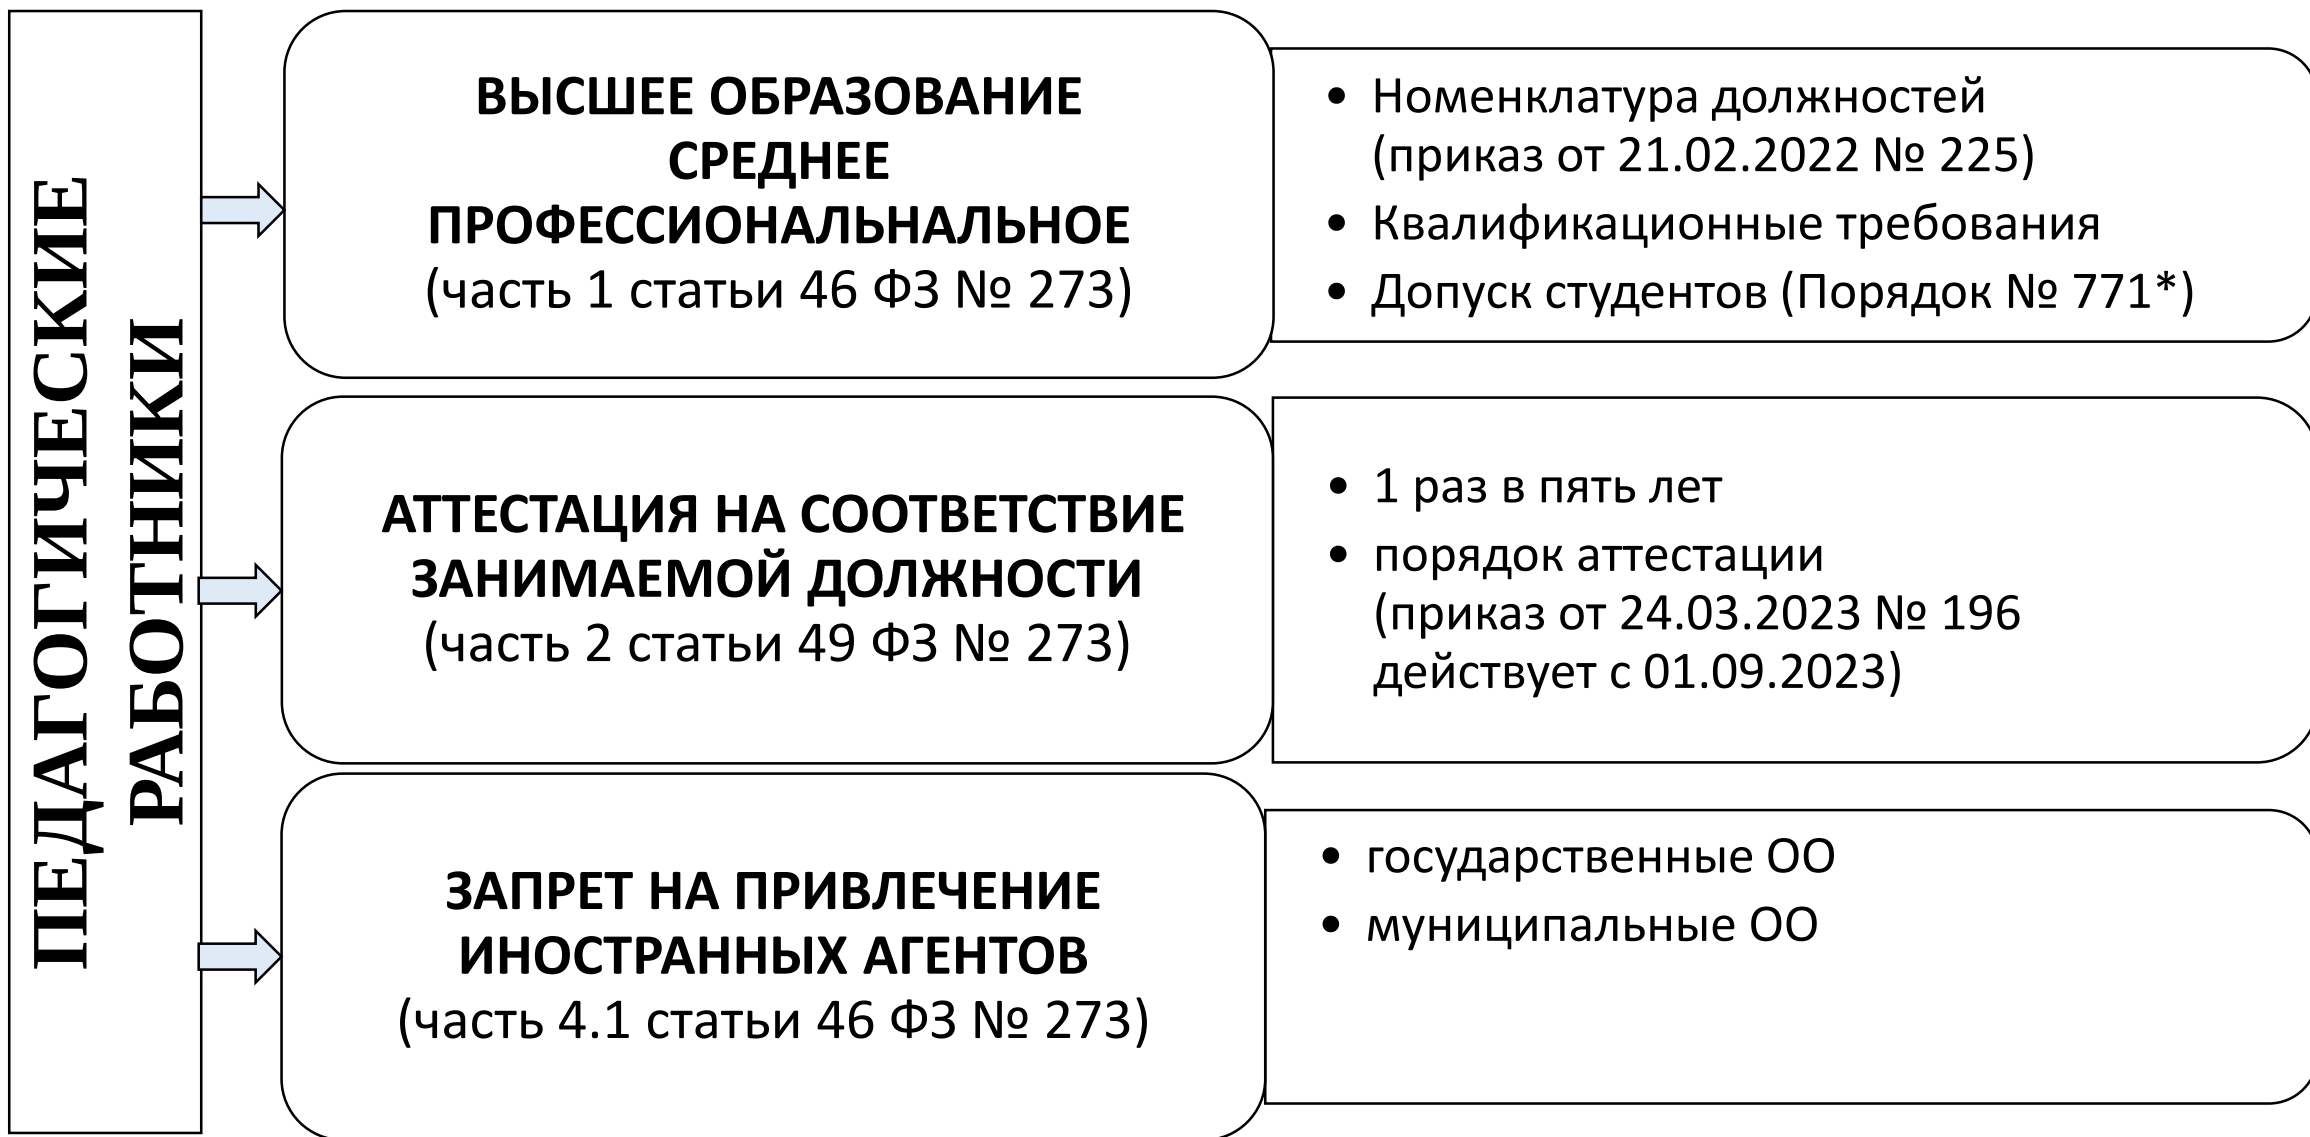 ПЕДАГОГИЧЕСКИЕ
РАБОТНИКИ
ВЫСШЕЕ ОБРАЗОВАНИЕ
СРЕДНЕЕ
ПРОФЕССИОНАЛЬНАЛЬНОЕ
(часть 1 статьи 46 ФЗ № 273)
• Номенклатура должностей
(приказ от 21.02.2022 № 225)
• Квалификационные требования
• Допуск студентов (Порядок № 771*)
АТТЕСТАЦИЯ НА СООТВЕТСТВИЕ
ЗАНИМАЕМОЙ ДОЛЖНОСТИ
(часть 2 статьи 49 ФЗ № 273)
• 1 раз в пять лет
• порядок аттестации
(приказ от 24.03.2023 № 196
действует с 01.09.2023)
ЗАПРЕТ НА ПРИВЛЕЧЕНИЕ
ИНОСТРАННЫХ АГЕНТОВ
(часть 4.1 статьи 46 ФЗ № 273)
• государственные ОО
• муниципальные ОО